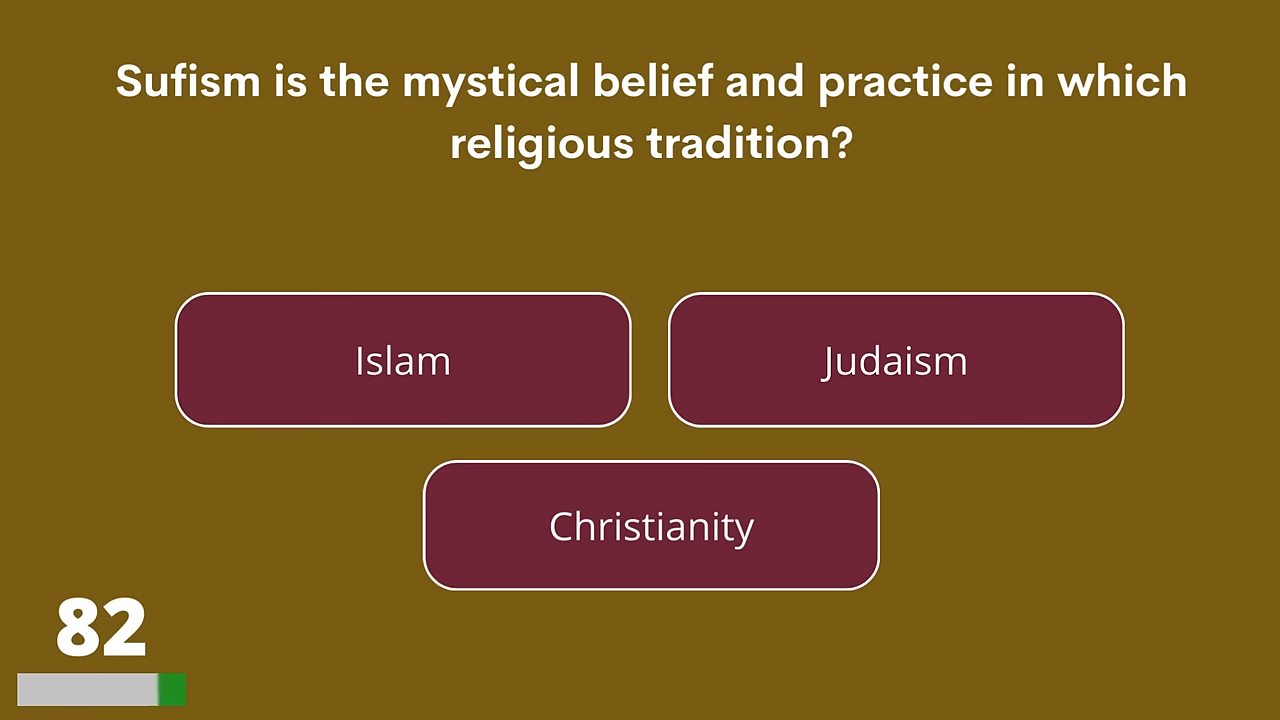 Sufism is the mystical belief and practice in which
religious tradition?
Islam
Judaism
Christianity
82